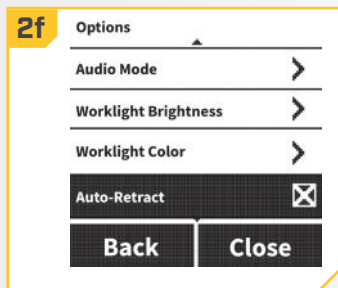 2f
Options
Audio Mode
Worklight Brightness
Worklight Color
Auto-Retract
Back Close